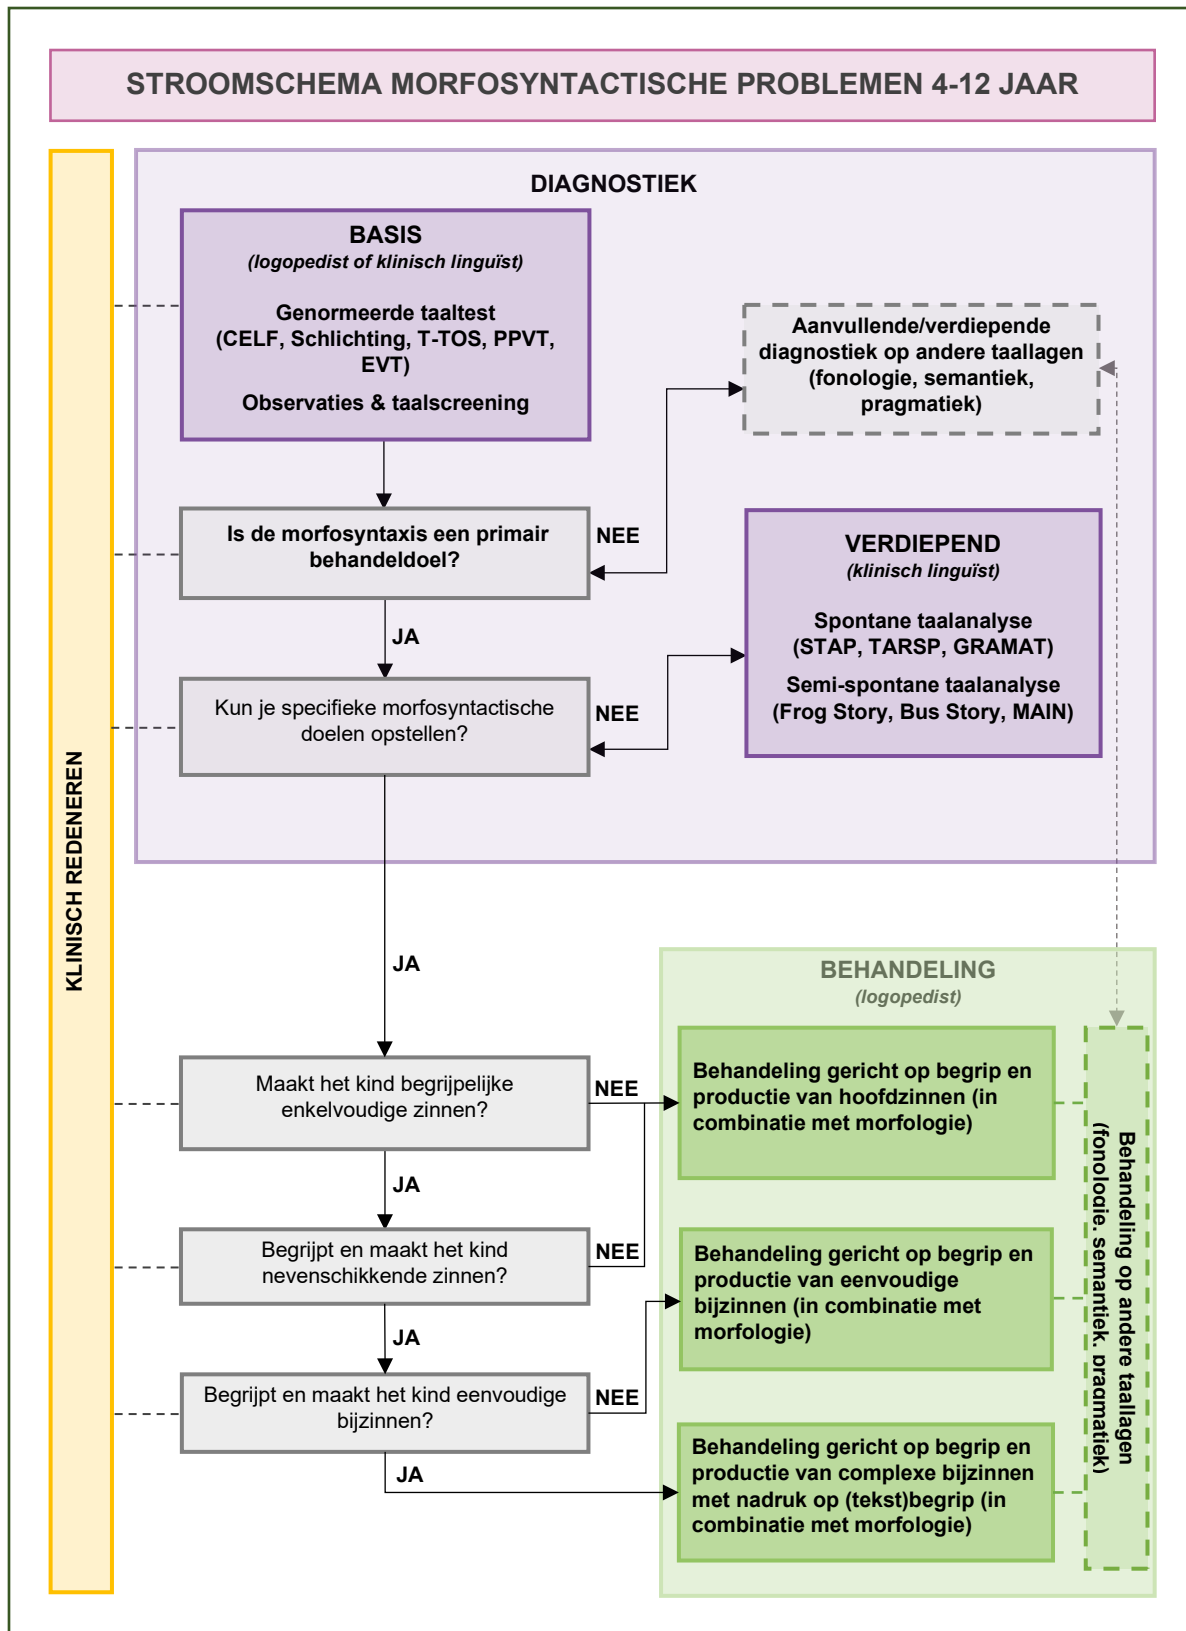 STROOMSCHEMA MORFOSYNTACTISCHE PROBLEMEN 4-12 JAAR
KLINISCH REDENEREN
DIAGNOSTIEK
BASIS
(logopedist of klinisch linguïst)
Genormeerde taaltest
(CELF, Schlichting, T-TOS, PPVT,
EVT)
Observaties & taalscreening
Aanvullende/verdiepende
diagnostiek op andere taallagen
(fonologie, semantiek,
pragmatiek)
Is de morfosyntaxis een primair
behandeldoel?
NEE
JA
VERDIEPEND
(klinisch linguïst)
Spontane taalanalyse
(STAP, TARSP, GRAMAT)
Semi-spontane taalanalyse
(Frog Story, Bus Story, MAIN)
Kun je specifieke morfosyntactische
doelen opstellen?
NEE
JA
BEHANDELING
(logopedist)
Maakt het kind begrijpelijke
enkelvoudige zinnen?
NEE
JA
Behandeling gericht op begrip en
productie van hoofdzinnen (in
combinatie met morfologie)
Begrijpt en maakt het kind
nevenschikkende zinnen?
NEE
JA
Behandeling gericht op begrip en
productie van eenvoudige
bijzinnen (in combinatie met
morfologie)
Begrijpt en maakt het kind eenvoudige
bijzinnen?
NEE
JA
Behandeling gericht op begrip en
productie van complexe bijzinnen
met nadruk op (tekst)begrip (in
combinatie met morfologie)
Behandeling op andere taallagen
(fonologie, semantiek, pragmatiek)